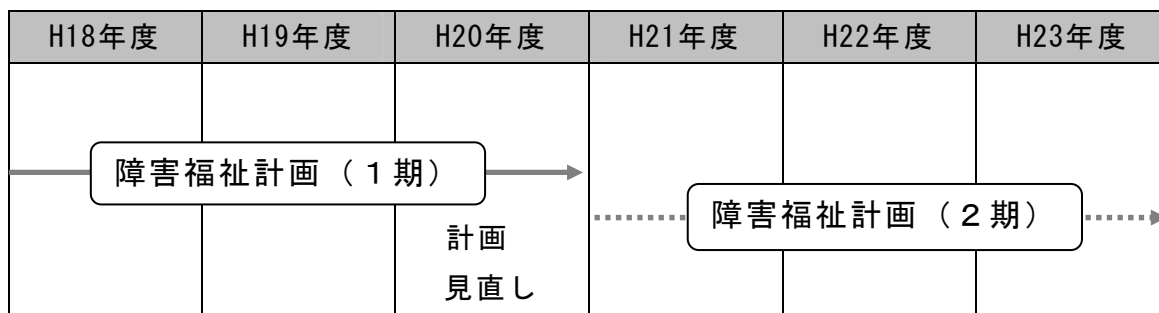 H18年度 H19年度 H20年度 H21年度 H22年度 H23年度
障害福祉計画（１期）
障害福祉計画（２期）
計画
見直し